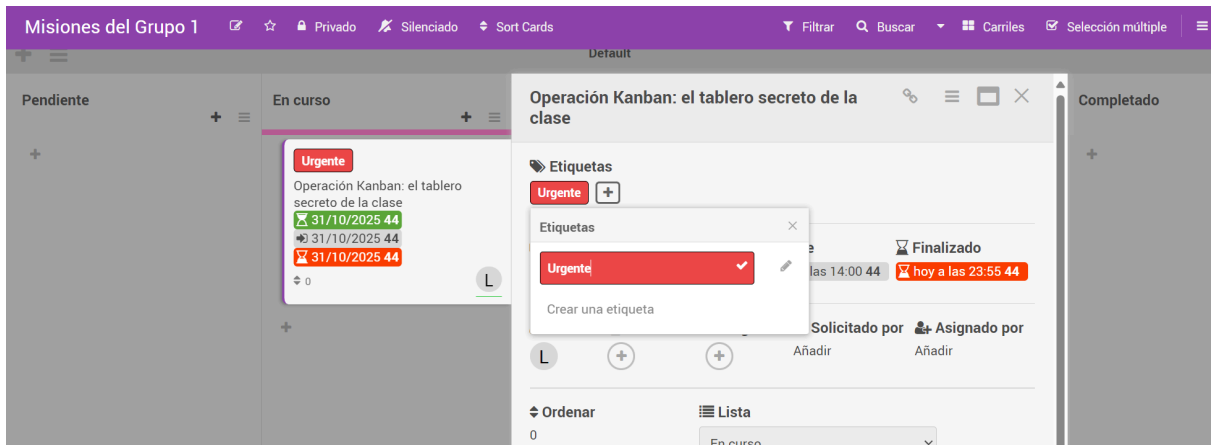 Misiones del Grupo 1 Privado Silenciado Sort Cards Filtrar Buscar Carriles Selección múltiple
Default
Pendiente
En curso
Urgente
Operación Kanban: el tablero
secreto de la clase
31/10/2025 44
31/10/2025 44
31/10/2025 44
0
L
Operación Kanban: el tablero secreto de la
clase
Etiquetas
Urgente
Etiquetas
Urgente
Crear una etiqueta
Finalizado
las 14:00 44 hoy a las 23:55 44
Solicitado por Asignado por
L Añadir Añadir
Ordenar Lista
0 En curso
Completado